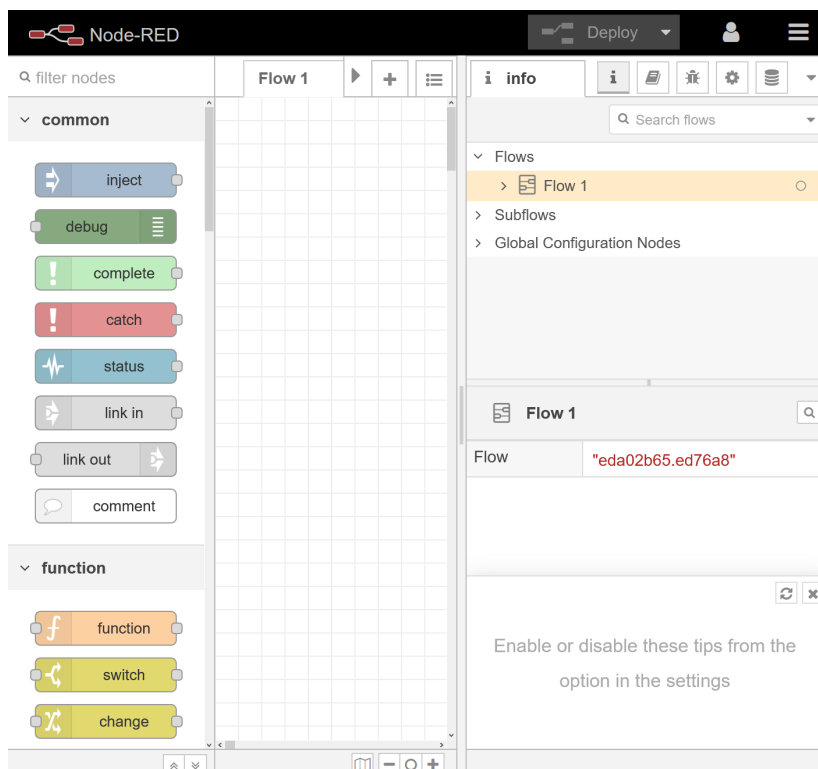 Node-RED
Deploy
filter nodes
Flow 1
i info
i
common
Search flows
inject
debug
complete
catch
status
link in
link out
comment
function
function
switch
change
Flows
Flow 1
Subflows
Global Configuration Nodes
Flow 1
Flow "eda02b65.ed76a8"
Enable or disable these tips from the
option in the settings